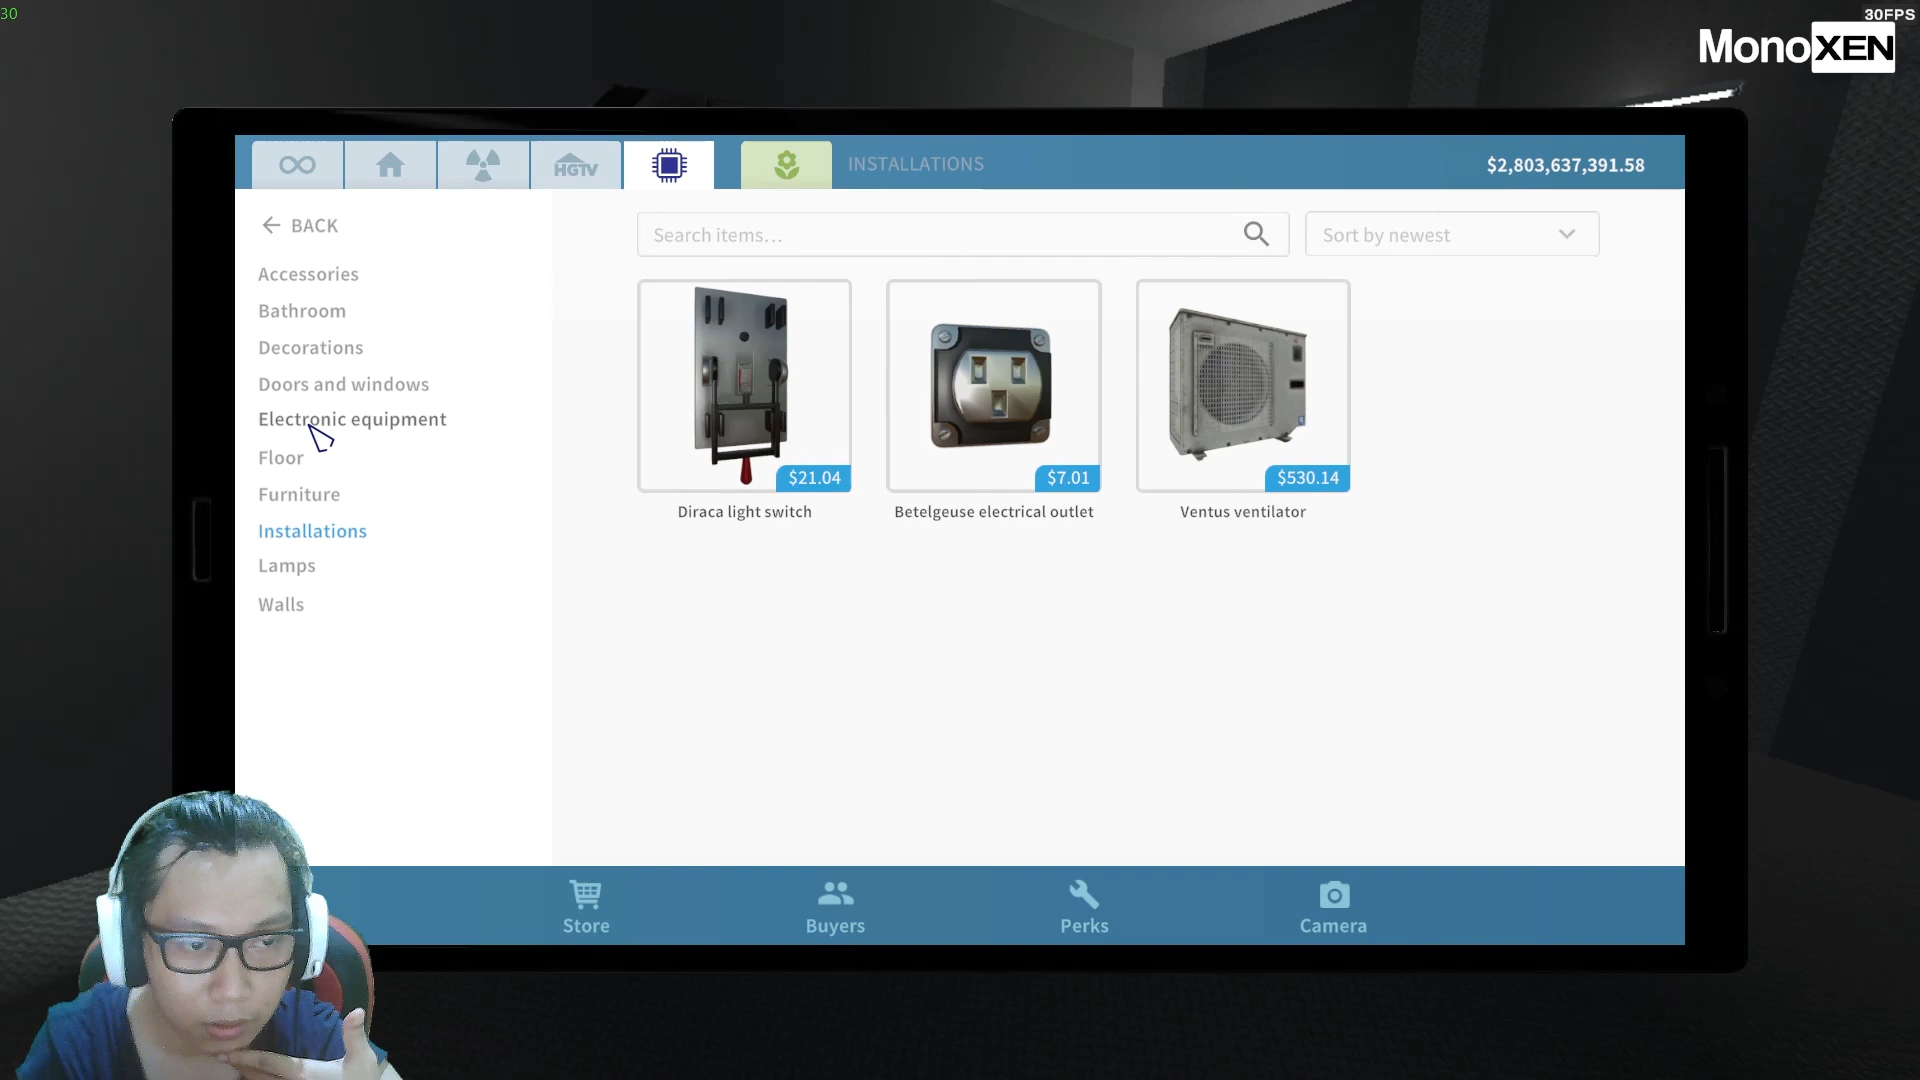 30
30FPS
MonoXEN
HGTV
INSTALLATIONS
$2,803,637,391.58
BACK
Search items...
Sort by newest
Accessories
Bathroom
Decorations
Doors and windows
Electronic equipment
Floor
Furniture
Installations
Lamps
Walls
$21.04
$7.01
$530.14
Diraca light switch
Betelgeuse electrical outlet
Ventus ventilator
Store
Buyers
Perks
Camera